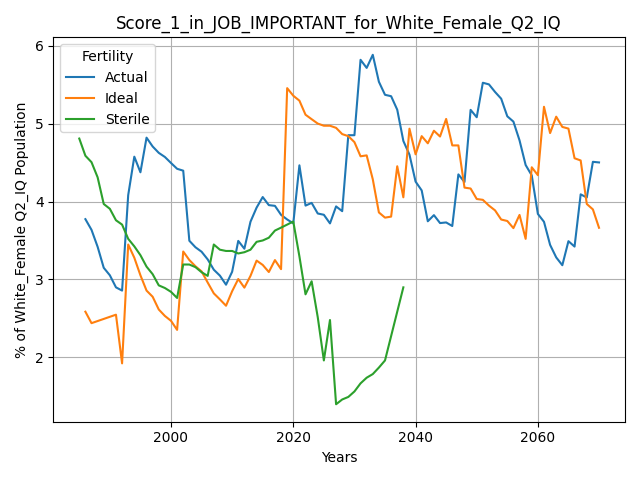 Score_1_in_JOB_IMPORTANT_for_White_Female_Q2_IQ
Fertility
Actual
Ideal
Sterile
% of White_Female Q2_IQ Population
6
5
4
3
2
2000 2020 2040 2060
Years